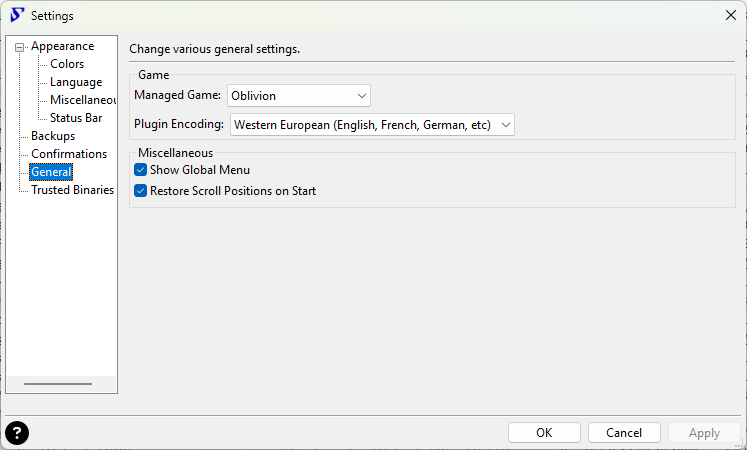 Settings
Appearance
Colors
Language
Miscellaneou
Status Bar
Backups
Confirmations
General
Trusted Binaries
Change various general settings.
Game
Managed Game: Oblivion
Plugin Encoding: Western European (English, French, German, etc)
Miscellaneous
Show Global Menu
Restore Scroll Positions on Start
?
OK Cancel Apply